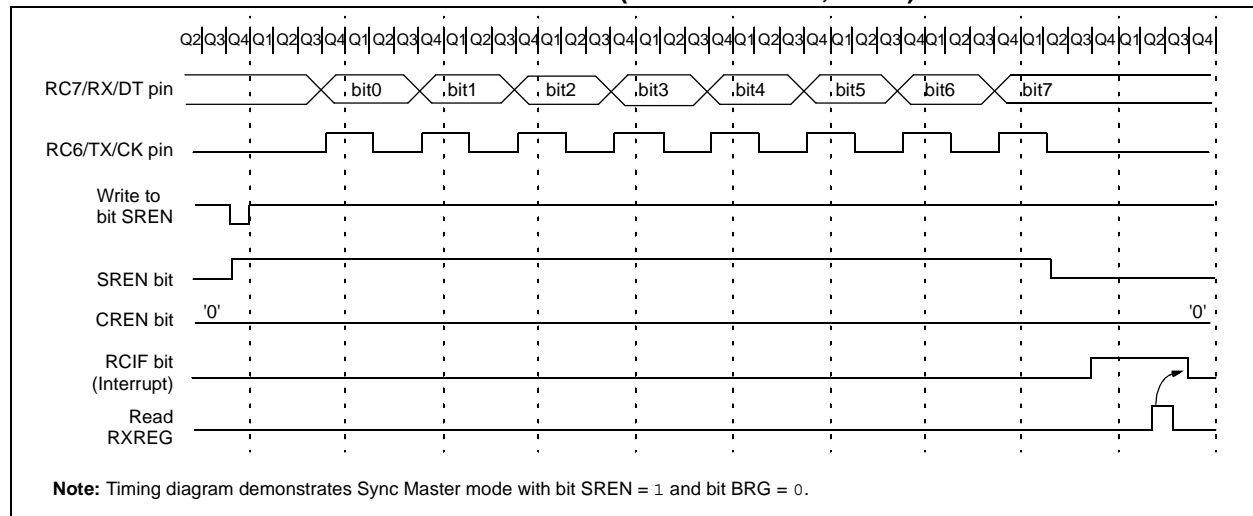 Q2 Q3 Q4 Q1 Q2 Q3 Q4 Q1 Q2 Q3 Q4 Q1 Q2 Q3 Q4 Q1 Q2 Q3 Q4 Q1 Q2 Q3 Q4 Q1 Q2 Q3 Q4 Q1 Q2 Q3 Q4 Q1 Q2 Q3 Q4 Q1 Q2 Q3 Q4 Q1 Q2 Q3 Q4
RC7/RX/DT pin bit0 bit1 bit2 bit3 bit4 bit5 bit6 bit7
RC6/TX/CK pin
Write to
bit SREN
SREN bit
CREN bit '0' '0'
RCIF bit
(Interrupt)
Read
RXREG
Note: Timing diagram demonstrates Sync Master mode with bit SREN = 1 and bit BRG = 0.